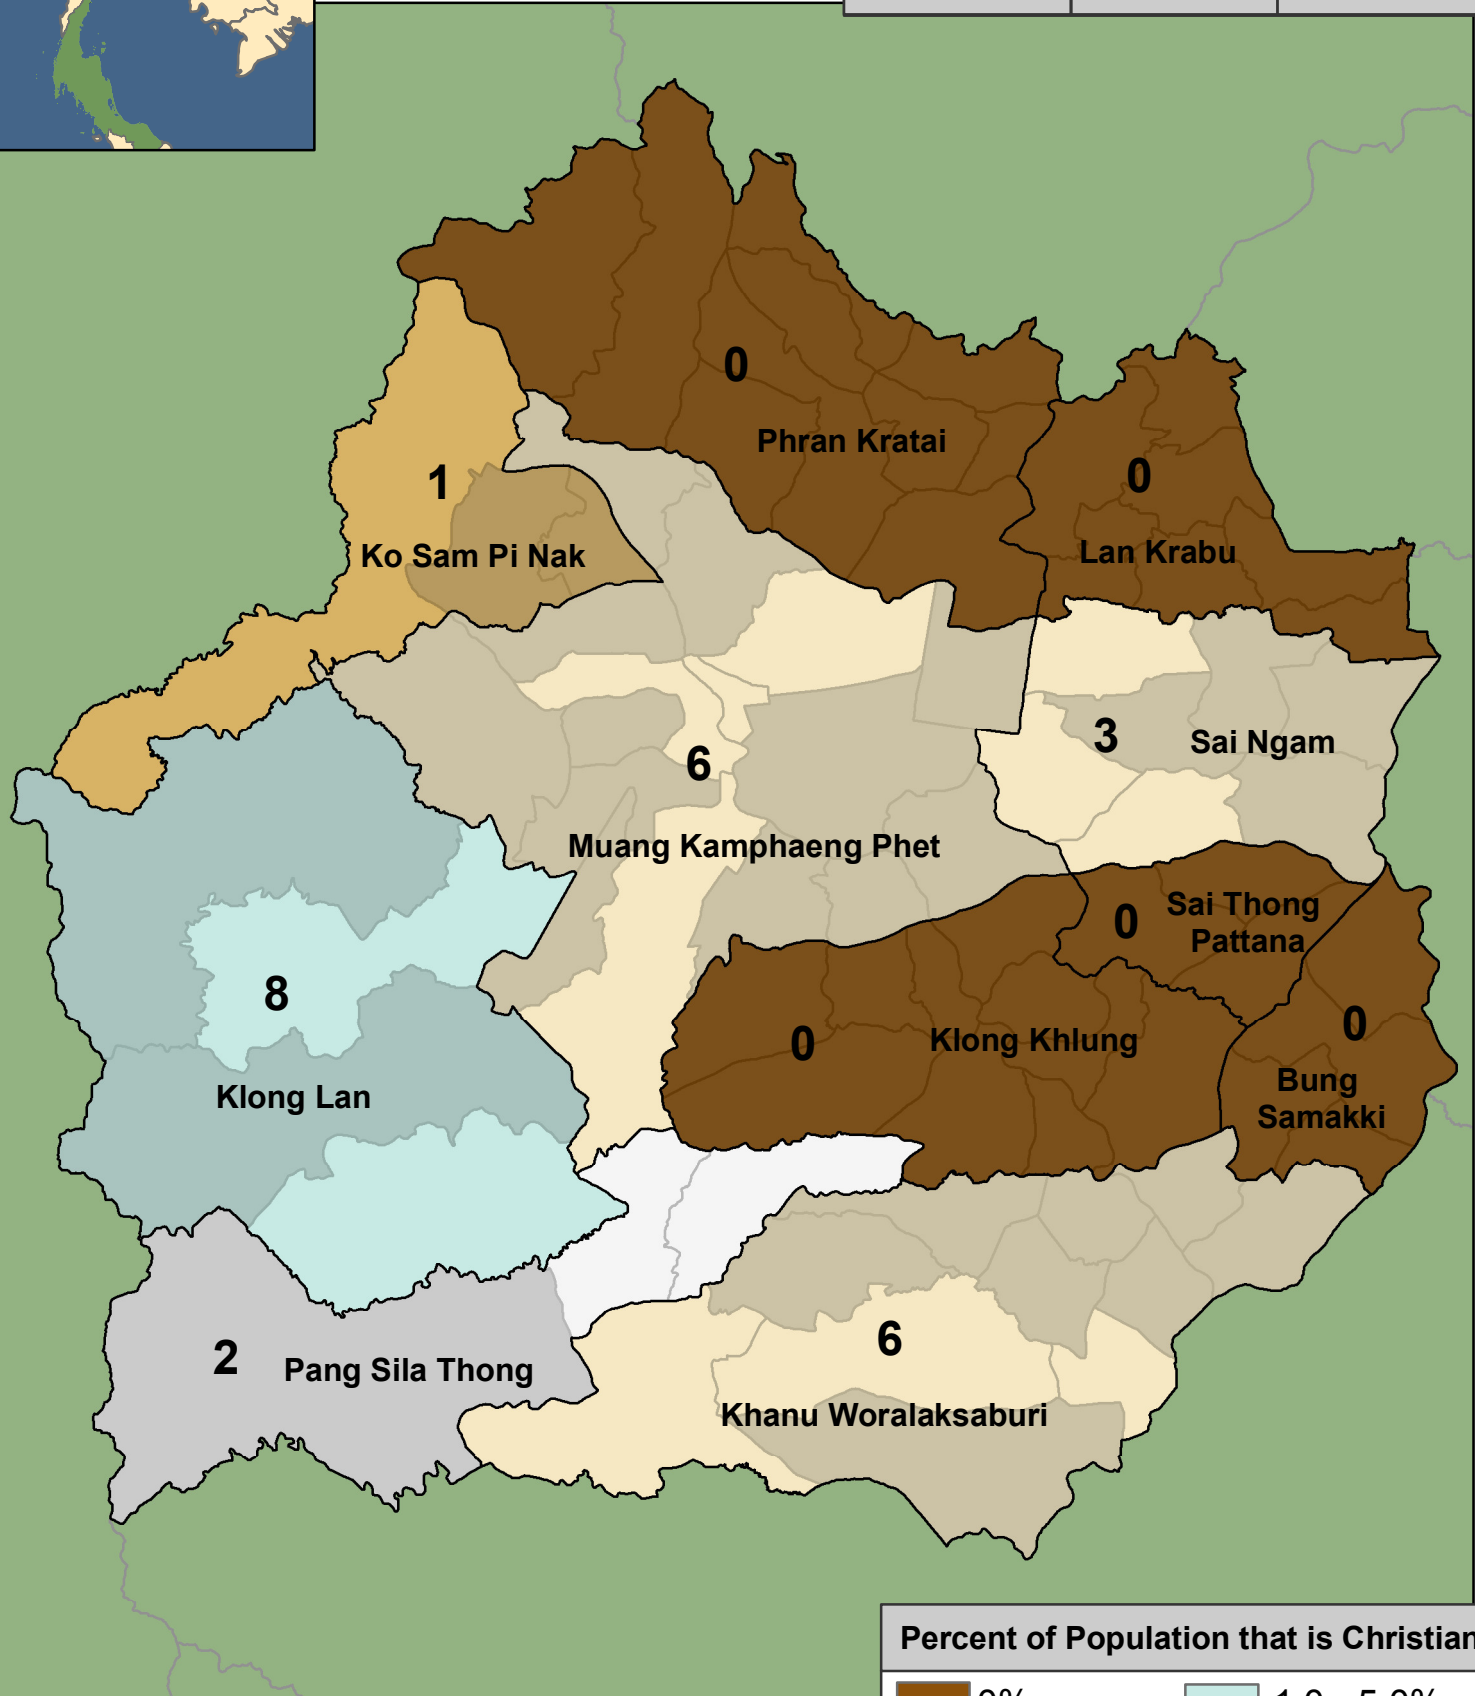 0
Phran Kratai
0
Lan Krabu
1
Ko Sam Pi Nak
3
Sai Ngam
6
Muang Kamphaeng Phet
0
Sai Thong
Pattana
8
Klong Lan
0
Klong Khlung
0
Bung
Samakki
2
Pang Sila Thong
6
Khanu Woralaksaburi
Percent of Population that is Christian